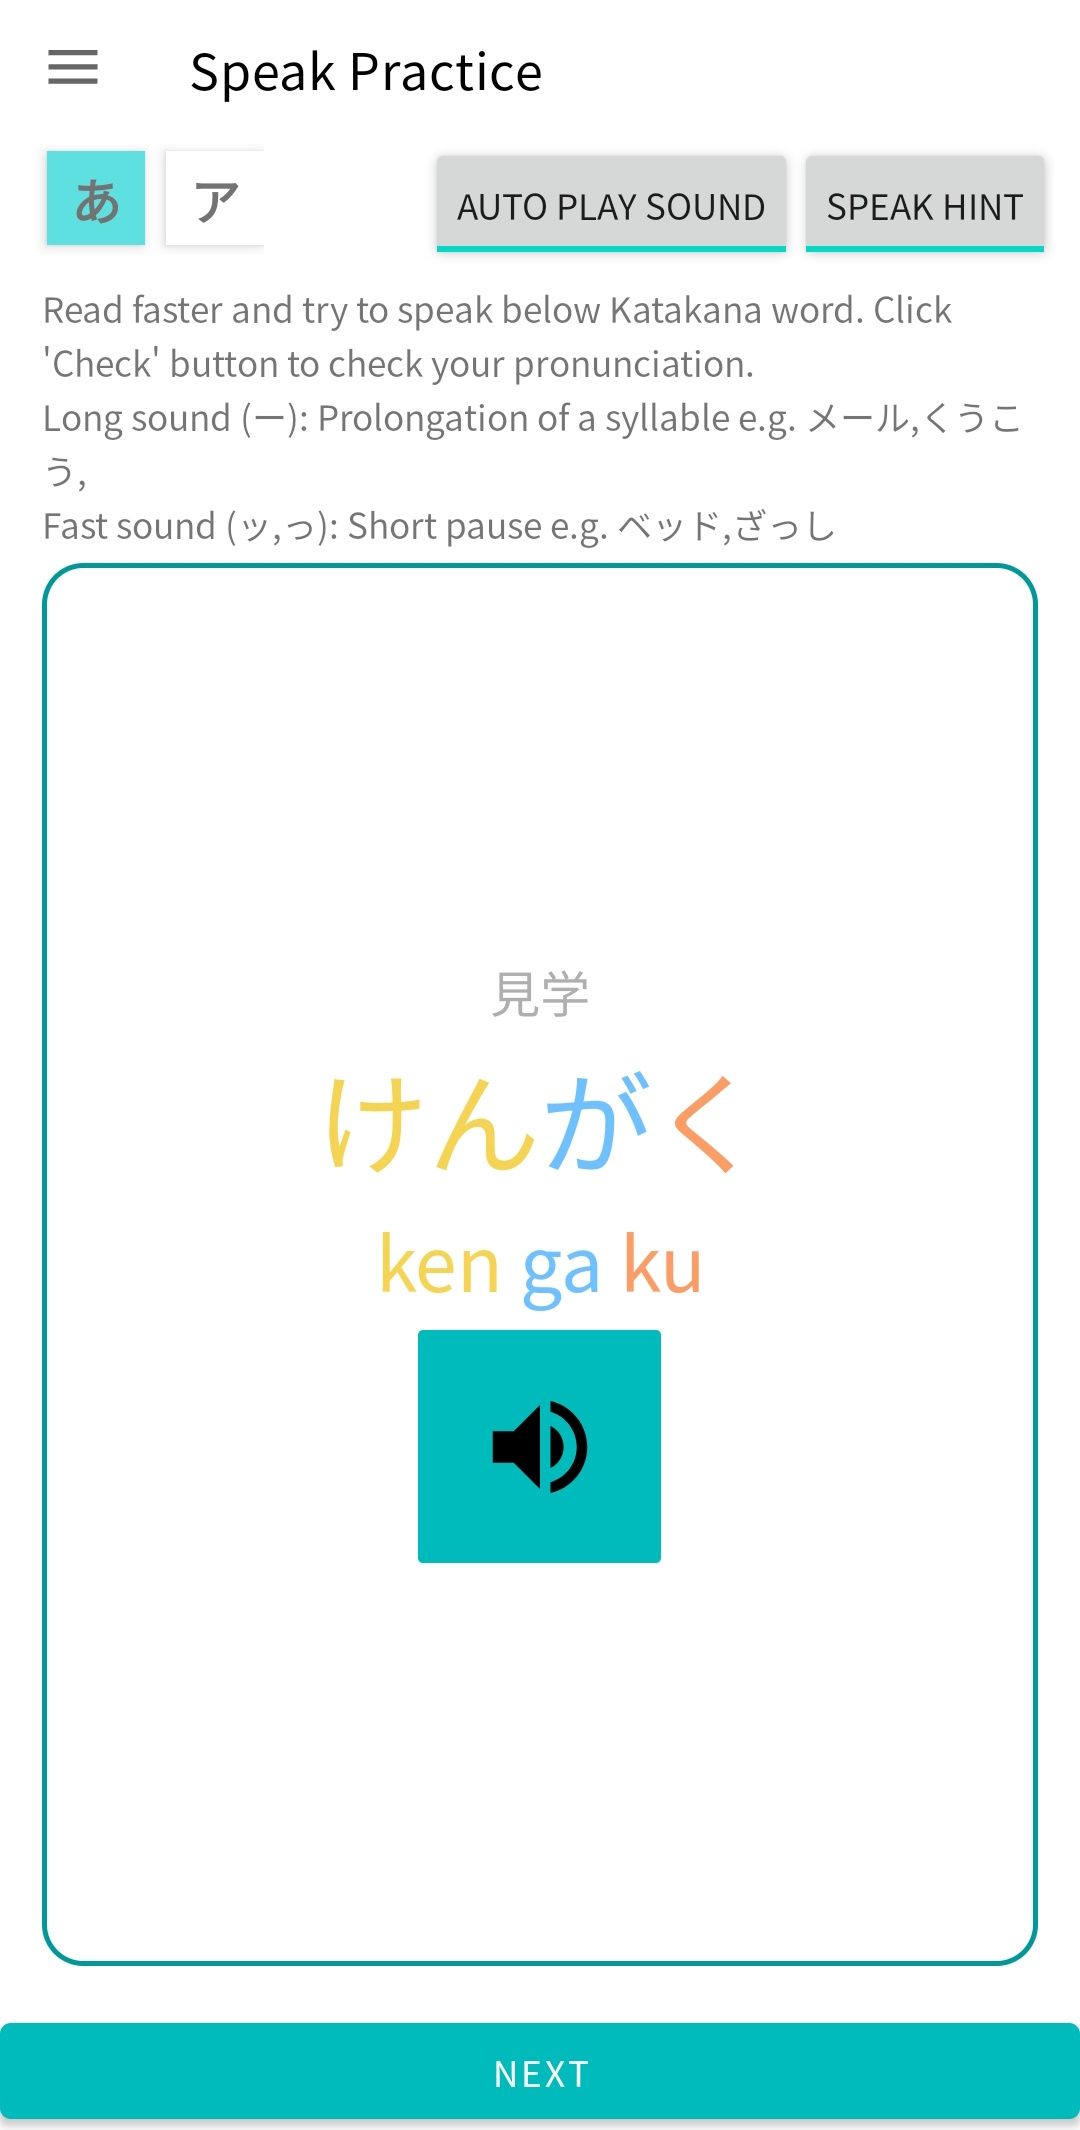 Speak Practice
あ ア AUTO PLAY SOUND SPEAK HINT
Read faster and try to speak below Katakana word. Click
'Check' button to check your pronunciation.
Long sound (ー): Prolongation of a syllable e.g. メール,くうこ
う,
Fast sound (ッ,っ): Short pause e.g. ベッド,ざっし
見学
けんがく
ken ga ku
NEXT